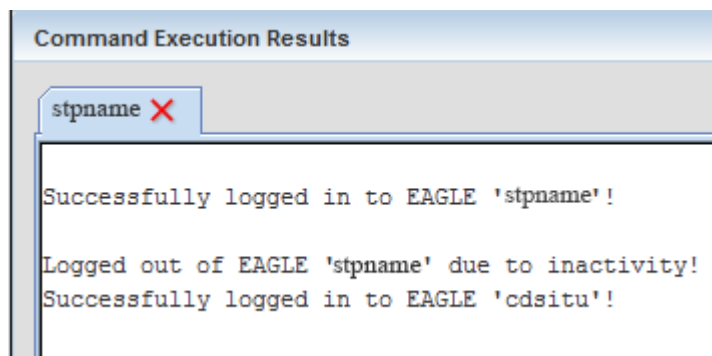 Command Execution Results
stpname
Successfully logged in to EAGLE 'stpname'!
Logged out of EAGLE 'stpname' due to inactivity!
Successfully logged in to EAGLE 'cdsitu'!